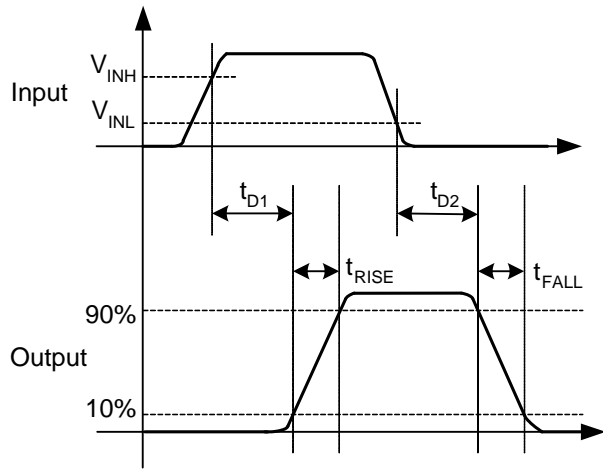 V_INH
Input
V_INL
t_D1
t_D2
t_RISE
t_FALL
90%
Output
10%